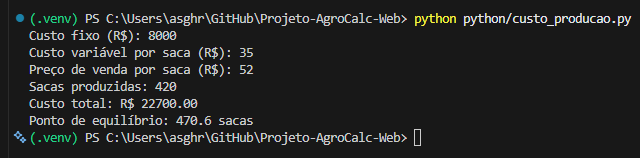 (.venv) PS C:\Users\asghr\GitHub\Projeto-AgroCalc-Web> python python/custo_producao.py
Custo fixo (R$): 8000
Custo variável por saca (R$): 35
Preço de venda por saca (R$): 52
Sacas produzidas: 420
Custo total: R$ 22700.00
Ponto de equilíbrio: 470.6 sacas
(.venv) PS C:\Users\asghr\GitHub\Projeto-AgroCalc-Web>